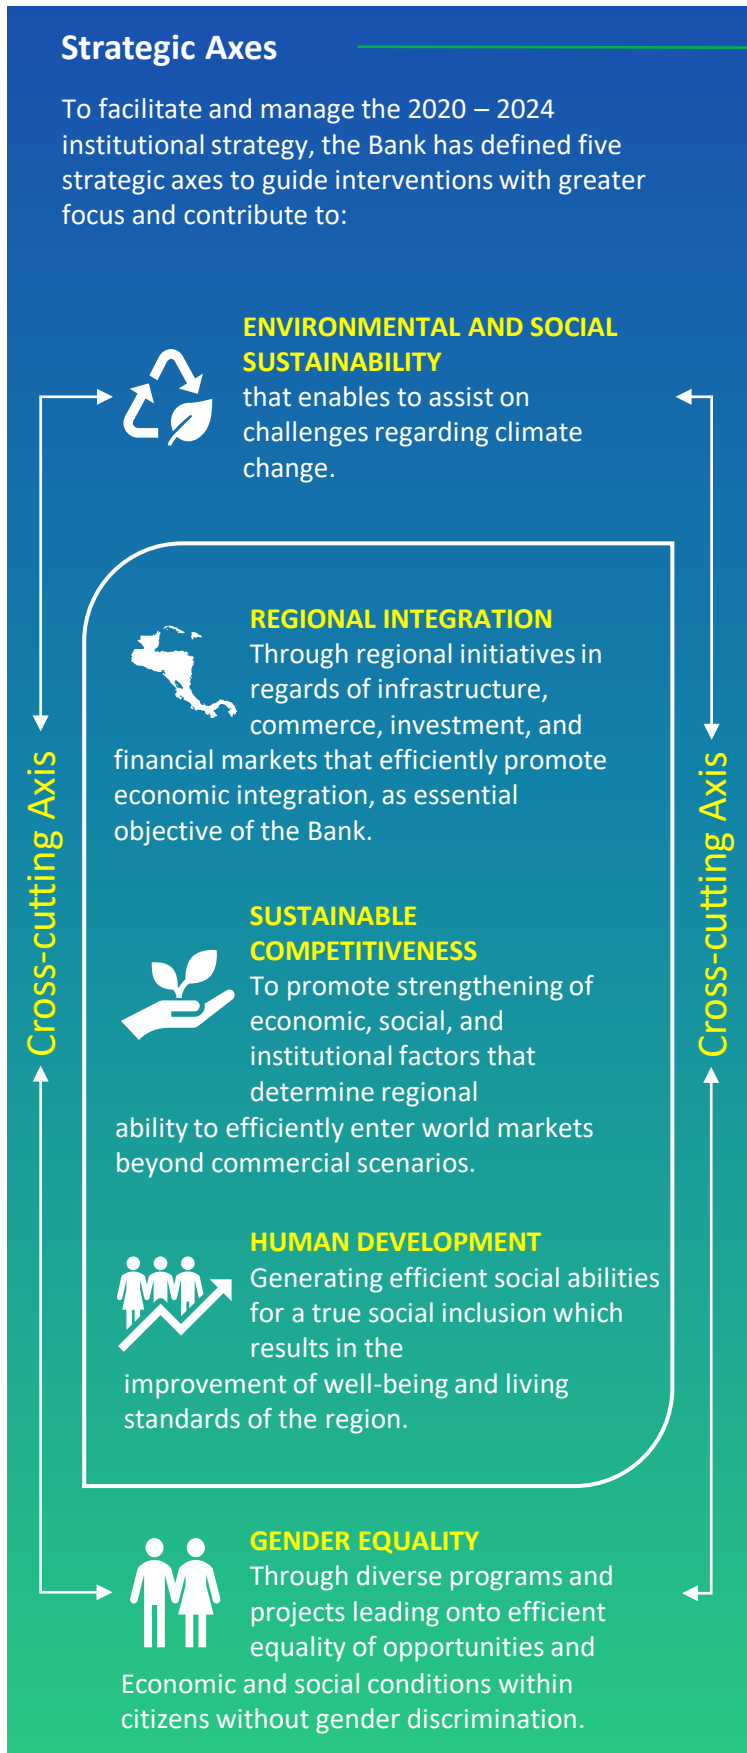 Strategic Axes
To facilitate and manage the 2020 – 2024
institutional strategy, the Bank has defined five
strategic axes to guide interventions with greater
focus and contribute to:
ENVIRONMENTAL AND SOCIAL
SUSTAINABILITY
that enables to assist on
challenges regarding climate
change.
Cross-cutting Axis
REGIONAL INTEGRATION
Through regional initiatives in
regards of infrastructure,
commerce, investment, and
financial markets that efficiently promote
economic integration, as essential
objective of the Bank.
SUSTAINABLE
COMPETITIVENESS
To promote strengthening of
economic, social, and
institutional factors that
determine regional
ability to efficiently enter world markets
beyond commercial scenarios.
HUMAN DEVELOPMENT
Generating efficient social abilities
for a true social inclusion which
results in the
improvement of well-being and living
standards of the region.
Cross-cutting Axis
GENDER EQUALITY
Through diverse programs and
projects leading onto efficient
equality of opportunities and
Economic and social conditions within
citizens without gender discrimination.